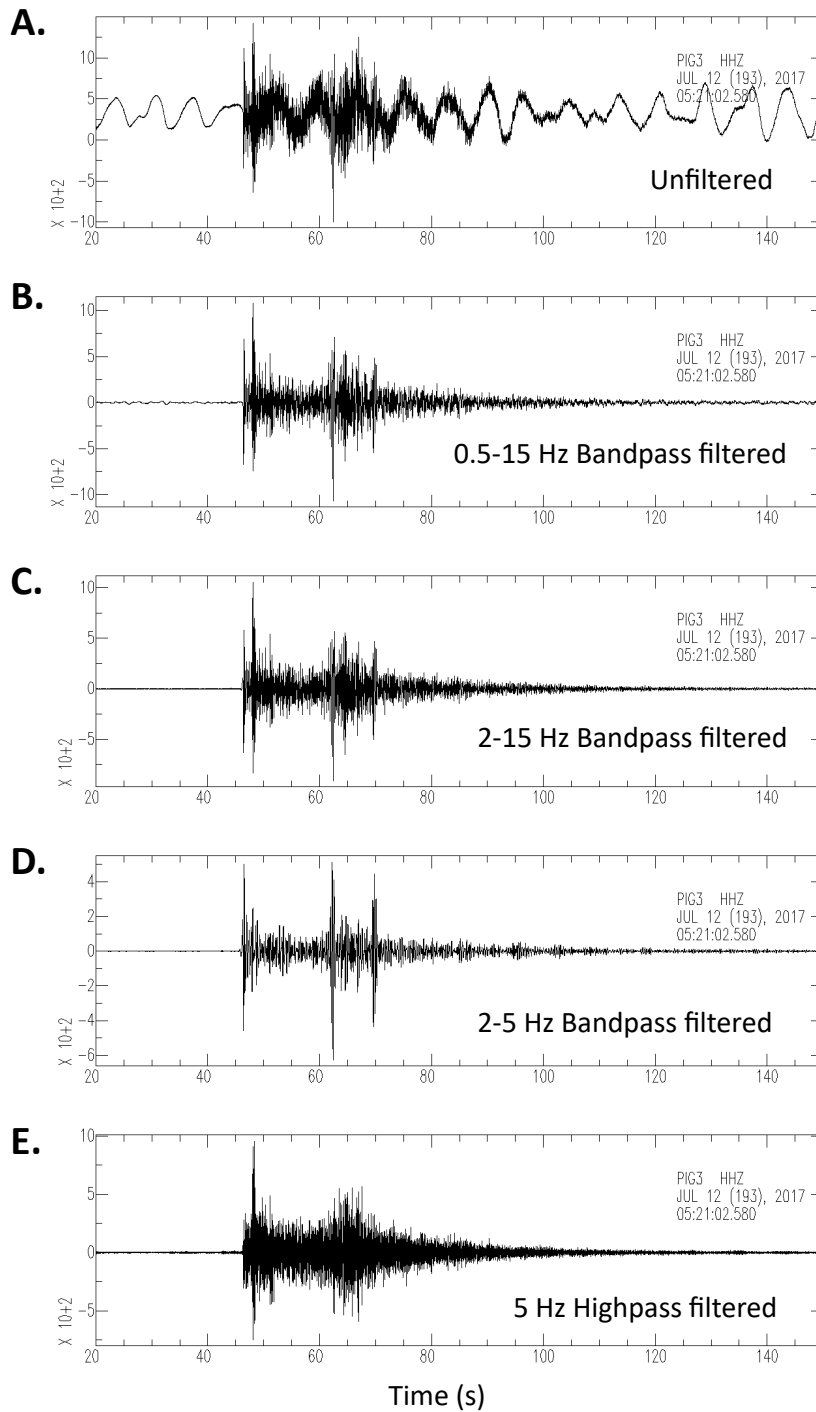 A.
10
5
0
-5
-10
X 10+2
PIG3 HHZ
JUL 12 (193), 2017
05:21:02.580
Unfiltered
20 40 60 80 100 120 140
B.
10
5
0
-5
-10
X 10+2
PIG3 HHZ
JUL 12 (193), 2017
05:21:02.580
0.5-15 Hz Bandpass filtered
20 40 60 80 100 120 140
C.
10
5
0
-5
X 10+2
PIG3 HHZ
JUL 12 (193), 2017
05:21:02.580
2-15 Hz Bandpass filtered
20 40 60 80 100 120 140
D.
4
2
0
-2
-4
-6
X 10+2
PIG3 HHZ
JUL 12 (193), 2017
05:21:02.580
2-5 Hz Bandpass filtered
20 40 60 80 100 120 140
E.
10
5
0
-5
X 10+2
PIG3 HHZ
JUL 12 (193), 2017
05:21:02.580
5 Hz Highpass filtered
20 40 60 80 100 120 140
Time (s)